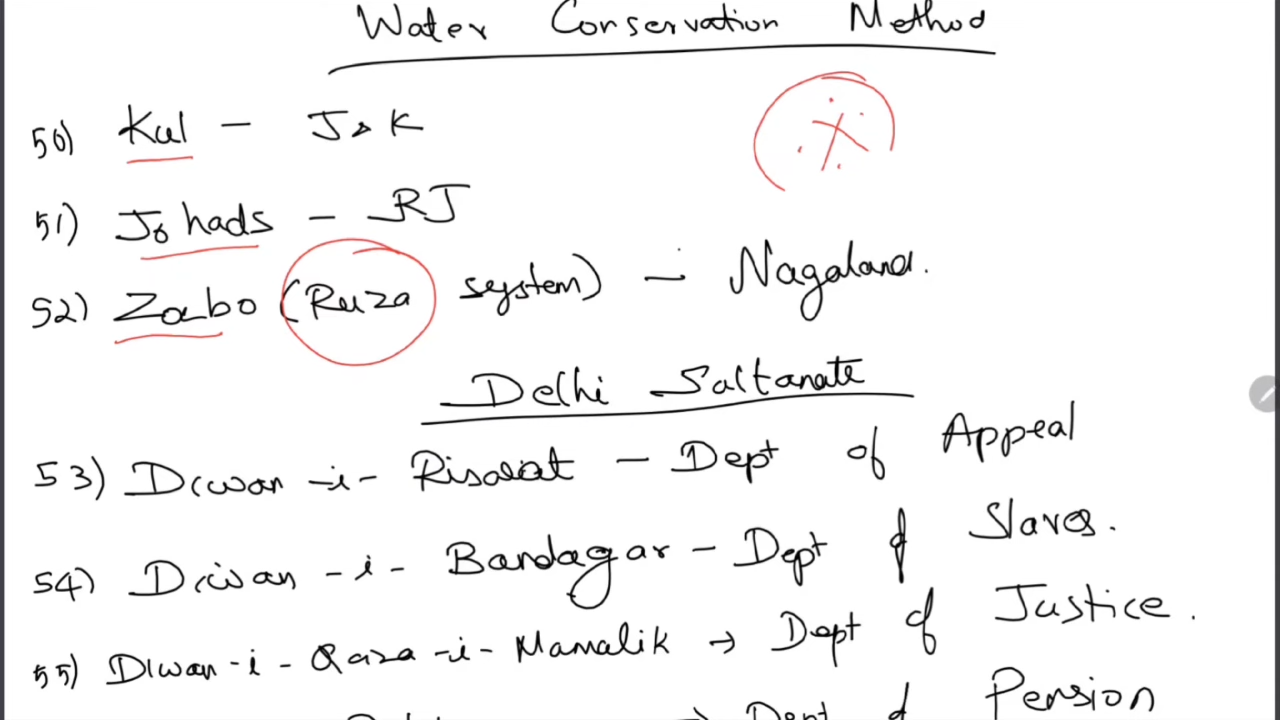 Water Conservation Method
50) Kul - J&K
51) Johads - RJ
52) Zabo (Ruza system) - Nagaland.
Delhi Saltanate
53) Diwan-i-Risalat - Dept of Appeal
54) Diwan-i-Bandagar - Dept of Slaves.
55) Diwan-i-Qaza-i-Mamalik → Dept of Justice.
→ Dept of Pension